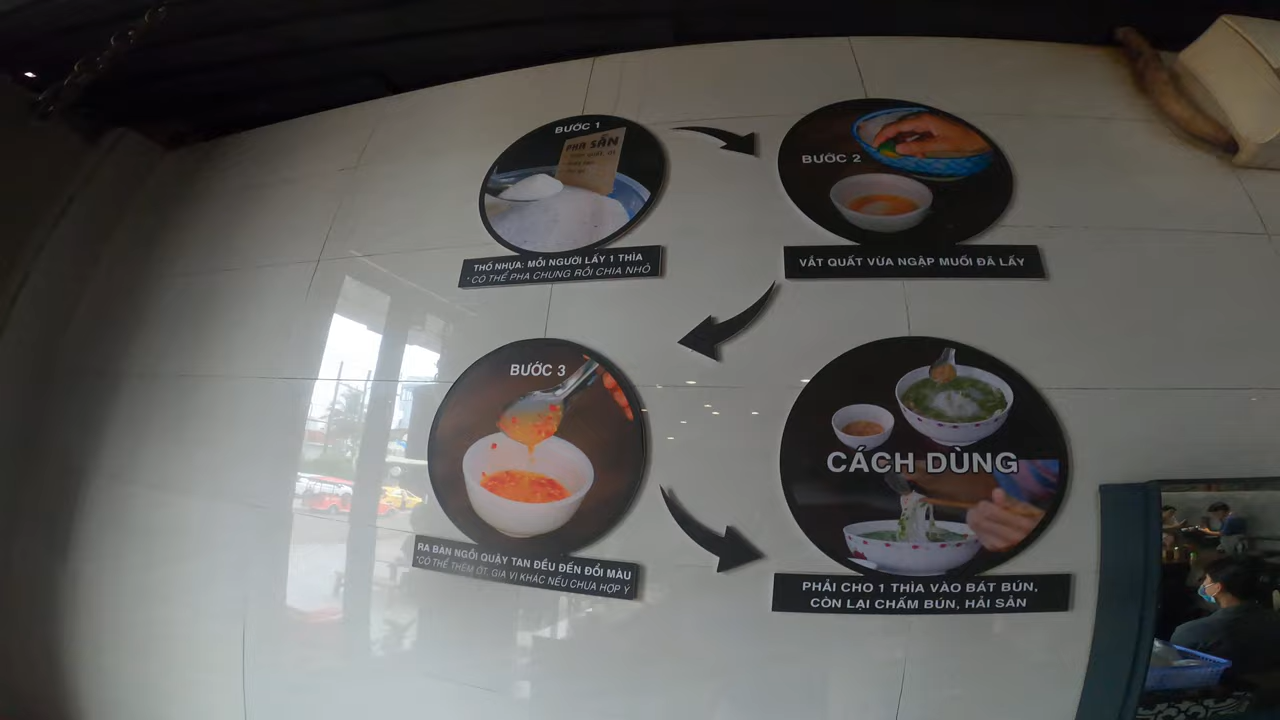 BƯỚC 1
PHA SẴN
THỐ NHỰA: MỖI NGƯỜI LẤY 1 THÌA
*CÓ THỂ PHA CHUNG RỒI CHIA NHỎ
BƯỚC 2
VẮT QUẤT VỪA NGẬP MUỐI ĐÃ LẤY
BƯỚC 3
RA BÀN NGỒI QUẬY TAN ĐỀU ĐẾN ĐỔI MÀU
*CÓ THỂ THÊM ỚT, GIA VỊ KHÁC NẾU CHƯA HỢP Ý
CÁCH DÙNG
PHẢI CHO 1 THÌA VÀO BÁT BÚN,
CÒN LẠI CHẤM BÚN, HẢI SẢN